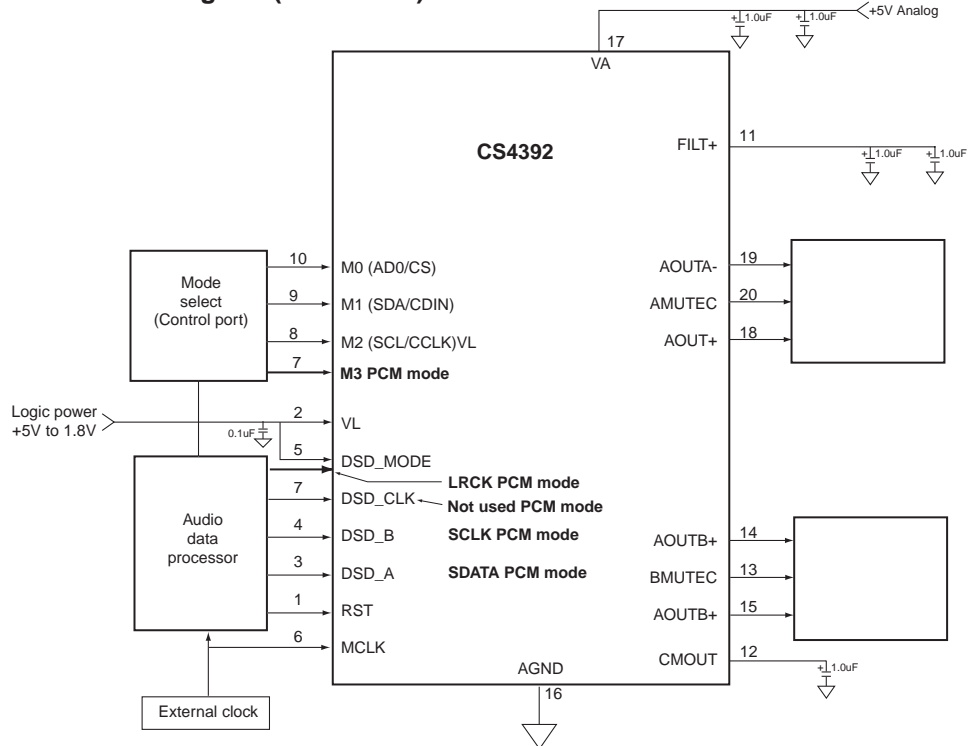 +5V Analog
+ 1.0uF
+ 1.0uF
17
VA
CS4392
FILT+
11
+ 1.0uF
+ 1.0uF
Mode
select
(Control port)
10
M0 (AD0/CS)
9
M1 (SDA/CDIN)
8
M2 (SCL/CCLK)VL
7
M3 PCM mode
AOUTA-
19
AMUTEC
20
AOUT+
18
Logic power
+5V to 1.8V
0.1uF
2
VL
5
DSD_MODE
LRCK PCM mode
7
DSD_CLK
Not used PCM mode
Audio
data
processor
4
DSD_B
SCLK PCM mode
3
DSD_A
SDATA PCM mode
1
RST
6
MCLK
AOUTB+
14
BMUTEC
13
AOUTB+
15
CMOUT
12
+ 1.0uF
AGND
16
External clock